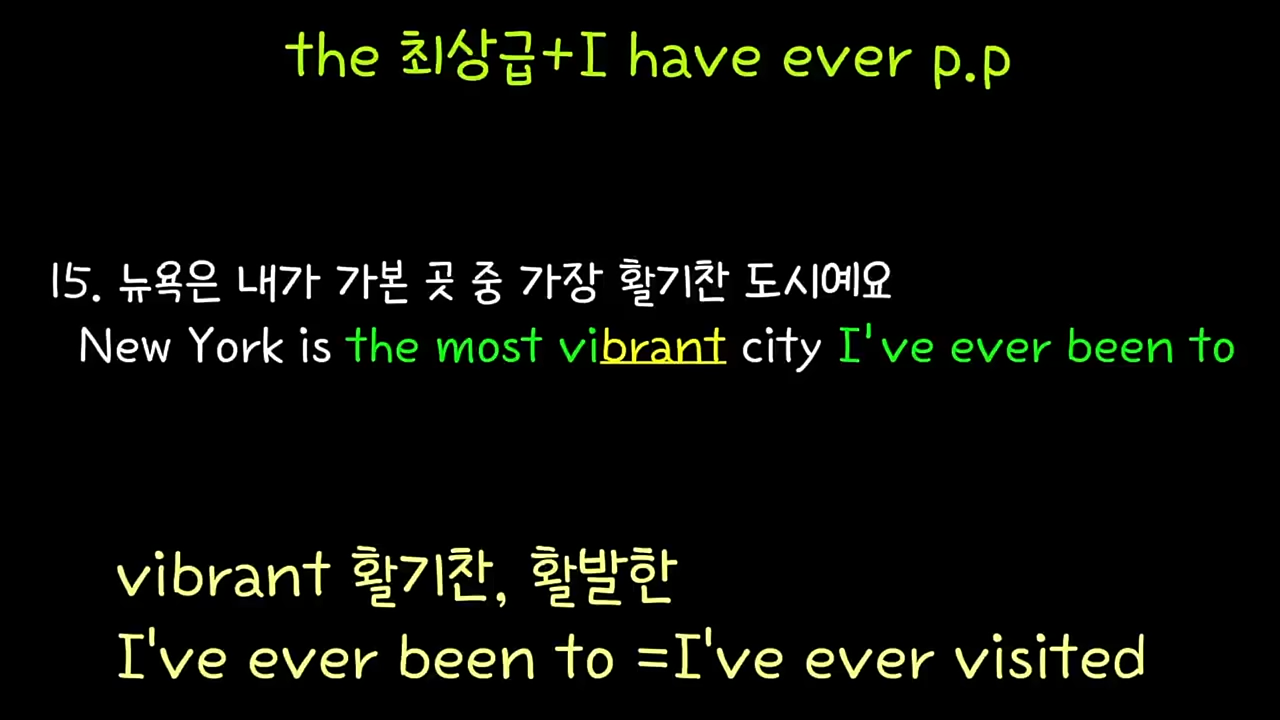 the 최상급+I have ever p.p
15. 뉴욕은 내가 가본 곳 중 가장 활기찬 도시예요
New York is the most vibrant city I've ever been to
vibrant 활기찬, 활발한
I've ever been to =I've ever visited